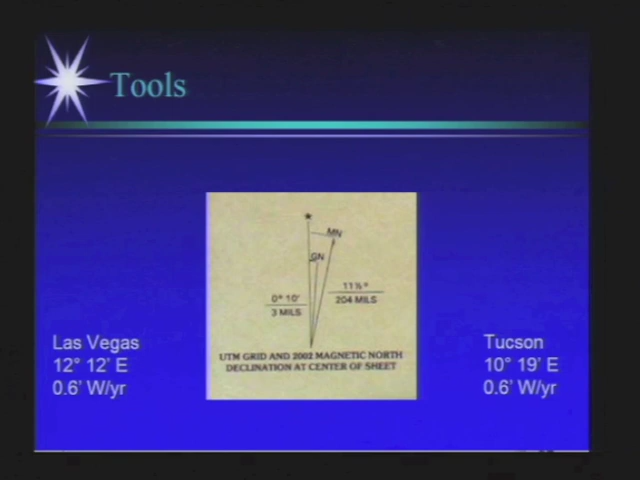 Tools
★
MN
GN
0° 10'
3 MILS
11½°
204 MILS
UTM GRID AND 2002 MAGNETIC NORTH
DECLINATION AT CENTER OF SHEET
Las Vegas
12° 12' E
0.6' W/yr
Tucson
10° 19' E
0.6' W/yr